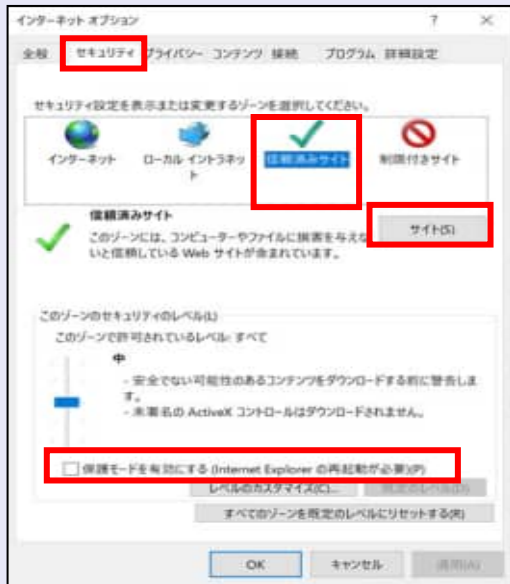 インターネット オプション
全般 セキュリティ プライバシー コンテンツ 接続 プログラム 詳細設定
セキュリティ設定を表示または変更するゾーンを選択してください。
インターネット ローカル イントラネッ
ト 信頼済みサイト 制限付きサイト
信頼済みサイト
サイト(S)
このゾーンには、コンピューターやファイルに損害を与えな
いと信頼している Web サイトが含まれています。
このゾーンのセキュリティのレベル(L)
このゾーンで許可されているレベル: すべて
中
- 安全でない可能性のあるコンテンツをダウンロードする前に警告しま
す。
- 未署名の ActiveX コントロールはダウンロードされません。
保護モードを有効にする (Internet Explorer の再起動が必要)(P)
レベルのカスタマイズ(C)... 既定のレベル(D)
すべてのゾーンを既定のレベルにリセットする(R)
OK キャンセル 適用(A)